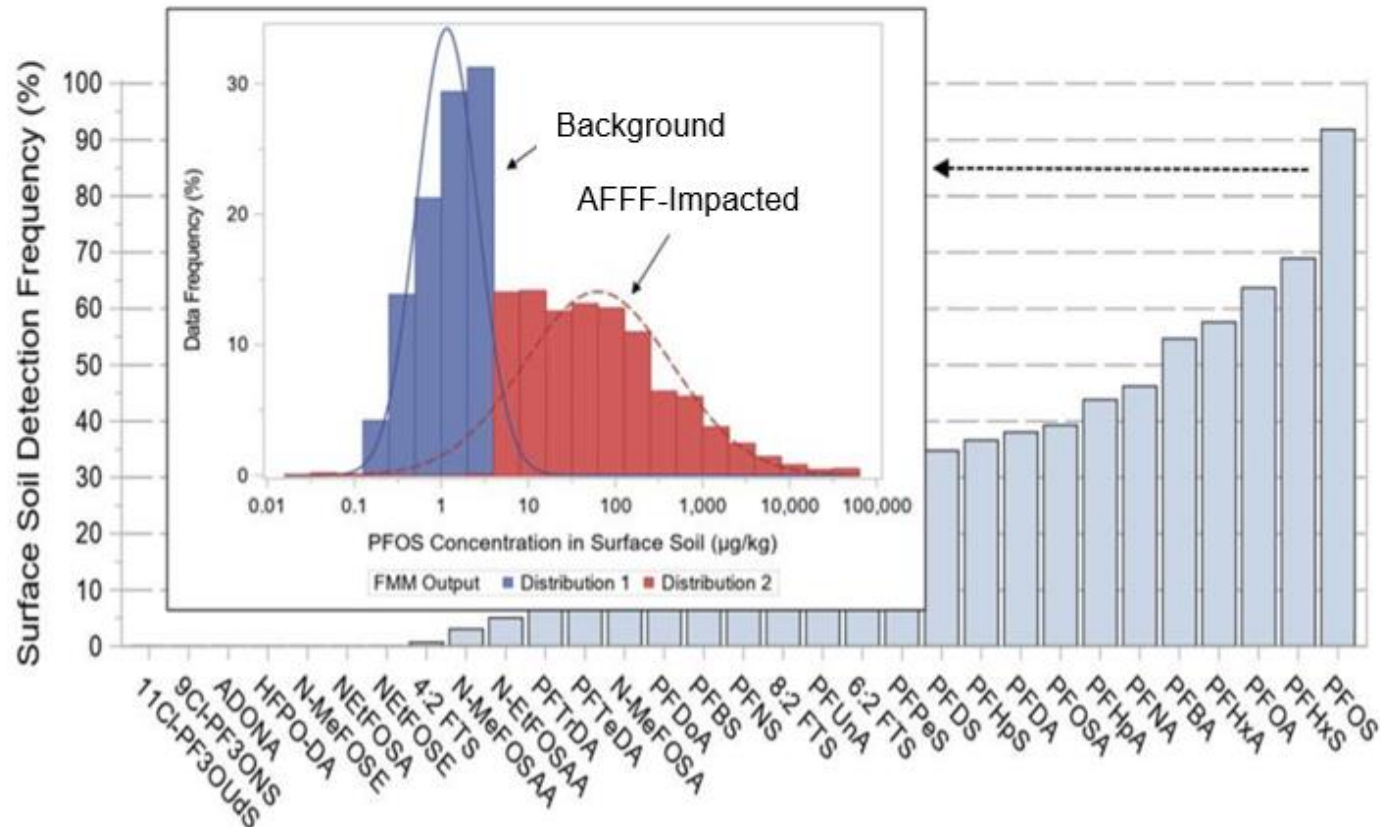 Surface Soil Detection Frequency (%)
100
90
80
70
60
50
40
30
20
10
0
Data Frequency (%)
30
20
10
0
Background
AFFF-Impacted
0.01 0.1 1 10 100 1,000 10,000 100,000
PFOS Concentration in Surface Soil (µg/kg)
FMM Output Distribution 1 Distribution 2
11Cl-PF3OUdS
9Cl-PF3ONS
ADONA
HFPO-DA
N-MeFOSE
NEtFOSA
NEtFOSE
4:2 FTS
N-MeFOSAA
N-EtFOSAA
PFTrDA
PFTeDA
N-MeFOSA
PFDoA
PFBS
PFNS
8:2 FTS
PFUnA
6:2 FTS
PFPeS
PFDS
PFHpS
PFDA
PFOSA
PFHpA
PFNA
PFBA
PFHxA
PFOA
PFHxS
PFOS